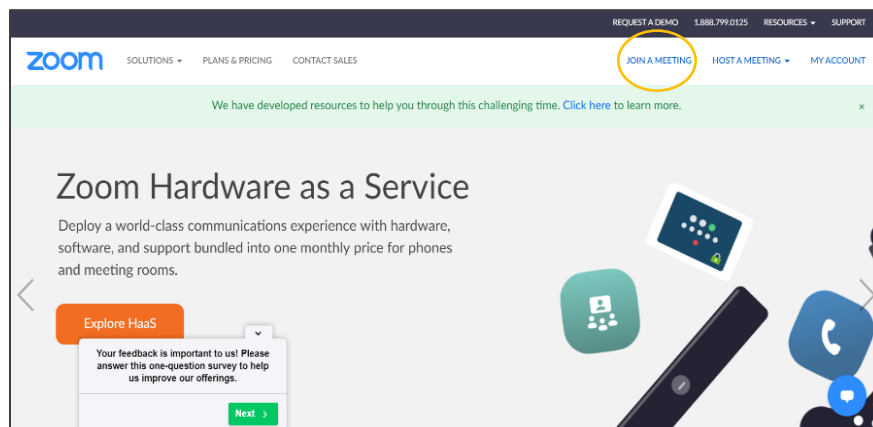 REQUEST A DEMO 1.888.799.0125 RESOURCES SUPPORT
zoom SOLUTIONS PLANS & PRICING CONTACT SALES JOIN A MEETING HOST A MEETING MY ACCOUNT
We have developed resources to help you through this challenging time. Click here to learn more. ×
Zoom Hardware as a Service
Deploy a world-class communications experience with hardware,
software, and support bundled into one monthly price for phones
and meeting rooms.
Explore HaaS
Your feedback is important to us! Please
answer this one-question survey to help
us improve our offerings.
Next >